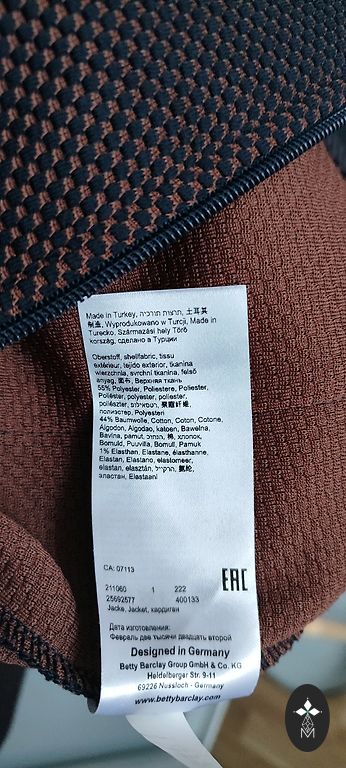 Made in Turkey, תוצרת תורכיה, 土耳其
制造, Wyprodukowano w Turcji, Made in
Turecko, Származási hely Törö
kország, сделано в Турции
Oberstoff, shellfabric, tissu
extérieur, tejido exterior, tkanina
wierzchnia, svrchní tkanina, felső
anyag, 面布, Верхняя ткань
55% Polyester, Poliestere, Poliester,
Poliéster, polyester, poliester,
poliészter, 聚酯纤维,
полиэстер, Polyesteri
44% Baumwolle, Cotton, Coton, Cotone,
Algodon, Algodao, katoen, Bawelna,
Bavlna, pamut, כותנה, 棉, хлопок,
Bomuld, Puuvilla, Bomull, Pamuk
1% Elasthan, Elastane, élasthanne,
Elastan, Elastano, elastomeer,
elastan, elasztán, 氨纶,
эластан, Elastaani
CA: 07113
EAC
211060 1 222
25692577 400133
Jacke, Jacket, кардиган
Дата изготовления:
Февраль две тысячи двадцать второй
Designed in Germany
Betty Barclay Group GmbH & Co. KG
Heidelberger Str. 9-11
69226 Nussloch - Germany
www.bettybarclay.com
M